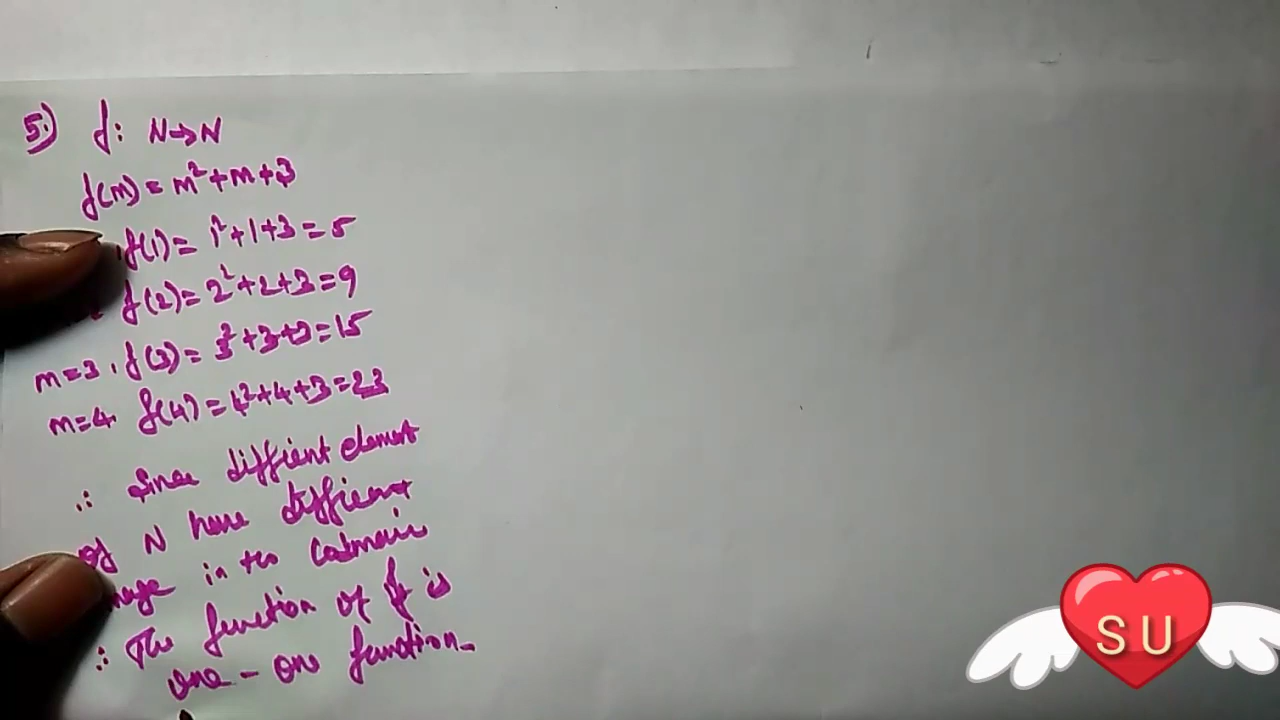 5.) f: N→N
f(m) = m²+m+3
f(1) = 1²+1+3 = 5
f(2) = 2²+2+3 = 9
m=3, f(3) = 3²+3+3 = 15
m=4, f(4) = 4²+4+3 = 23
∴ Since diffient element
of N have diffient
mage in the
∴ The function of f is
one - one function.
SU